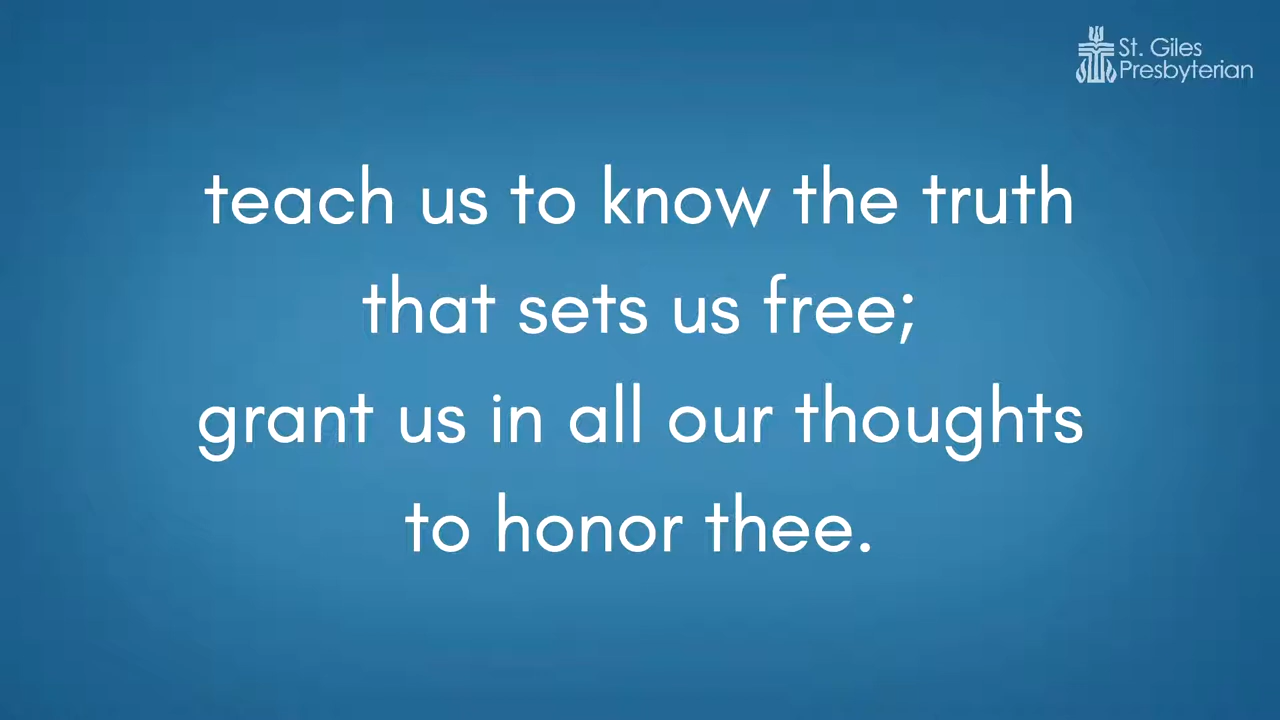 St. Giles
Presbyterian
teach us to know the truth
that sets us free;
grant us in all our thoughts
to honor thee.